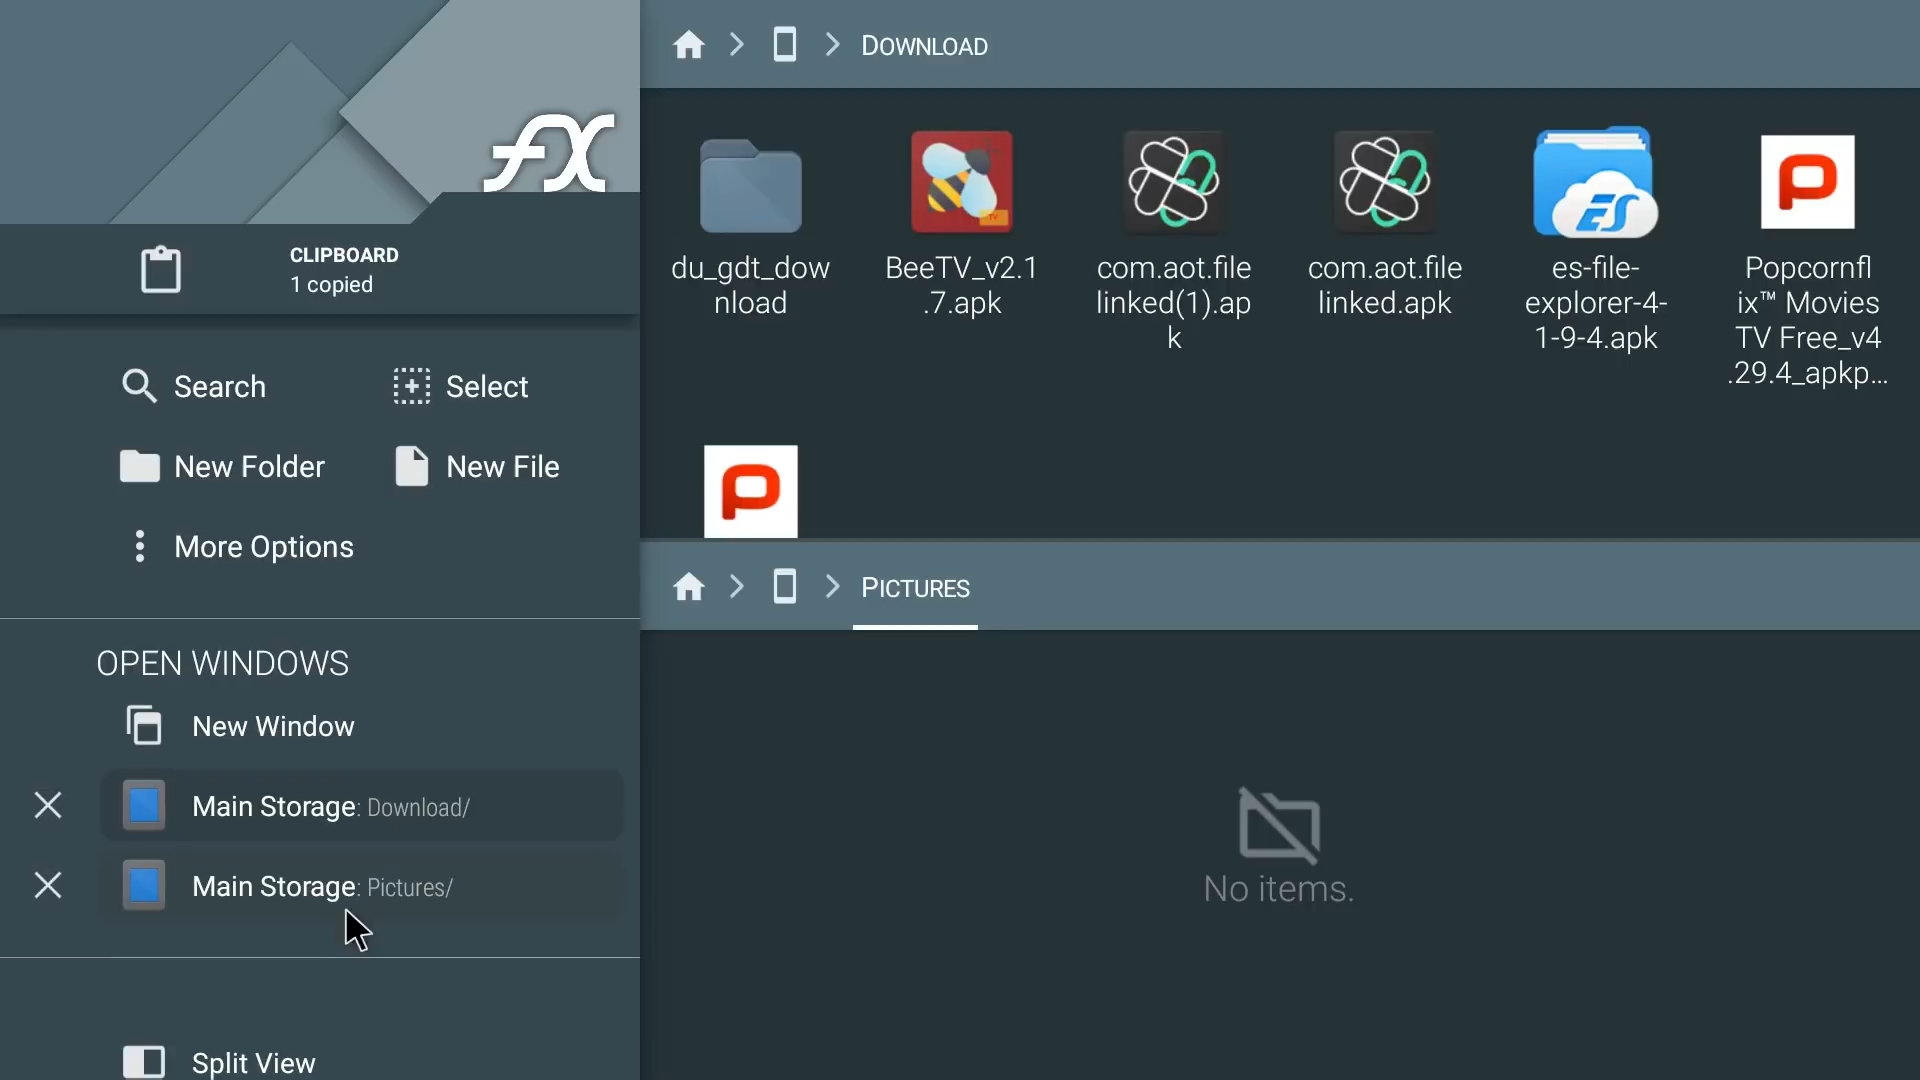 fX
CLIPBOARD
1 copied
Search
Select
New Folder
New File
More Options
OPEN WINDOWS
New Window
Main Storage: Download/
Main Storage: Pictures/
Split View
DOWNLOAD
du_gdt_dow
nload
BeeTV_v2.1
.7.apk
com.aot.file
linked(1).ap
k
com.aot.file
linked.apk
ES
es-file-
explorer-4-
1-9-4.apk
Popcornfl
ix™ Movies
TV Free_v4
.29.4_apkp...
PICTURES
No items.